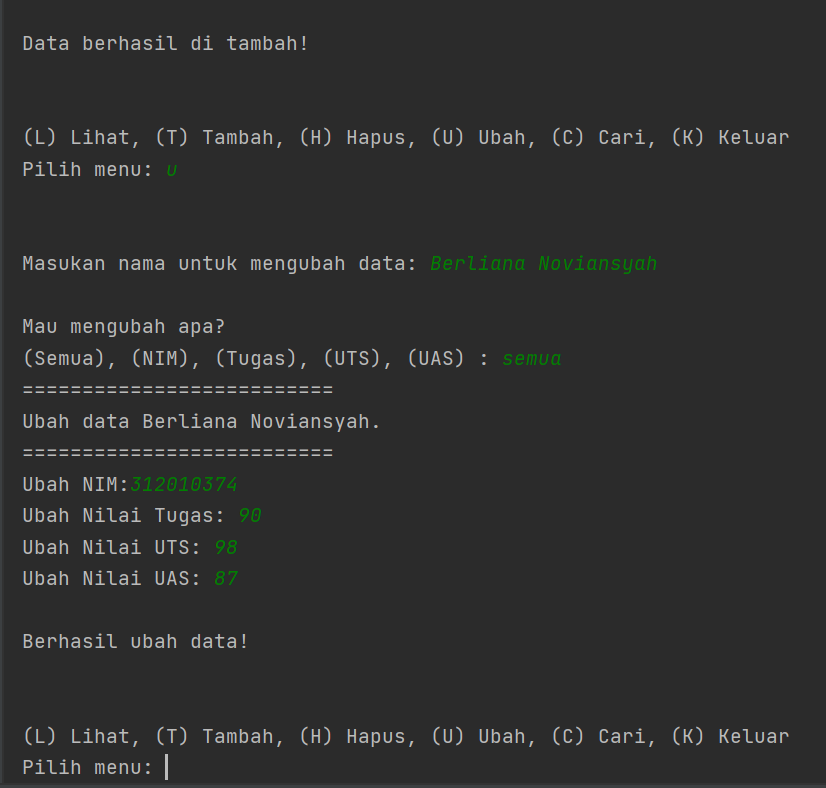 Data berhasil di tambah!
(L) Lihat, (T) Tambah, (H) Hapus, (U) Ubah, (C) Cari, (K) Keluar
Pilih menu: u
Masukan nama untuk mengubah data: Berliana Noviansyah
Mau mengubah apa?
(Semua), (NIM), (Tugas), (UTS), (UAS) : semua
==========================
Ubah data Berliana Noviansyah.
==========================
Ubah NIM:312010374
Ubah Nilai Tugas: 90
Ubah Nilai UTS: 98
Ubah Nilai UAS: 87
Berhasil ubah data!
(L) Lihat, (T) Tambah, (H) Hapus, (U) Ubah, (C) Cari, (K) Keluar
Pilih menu: